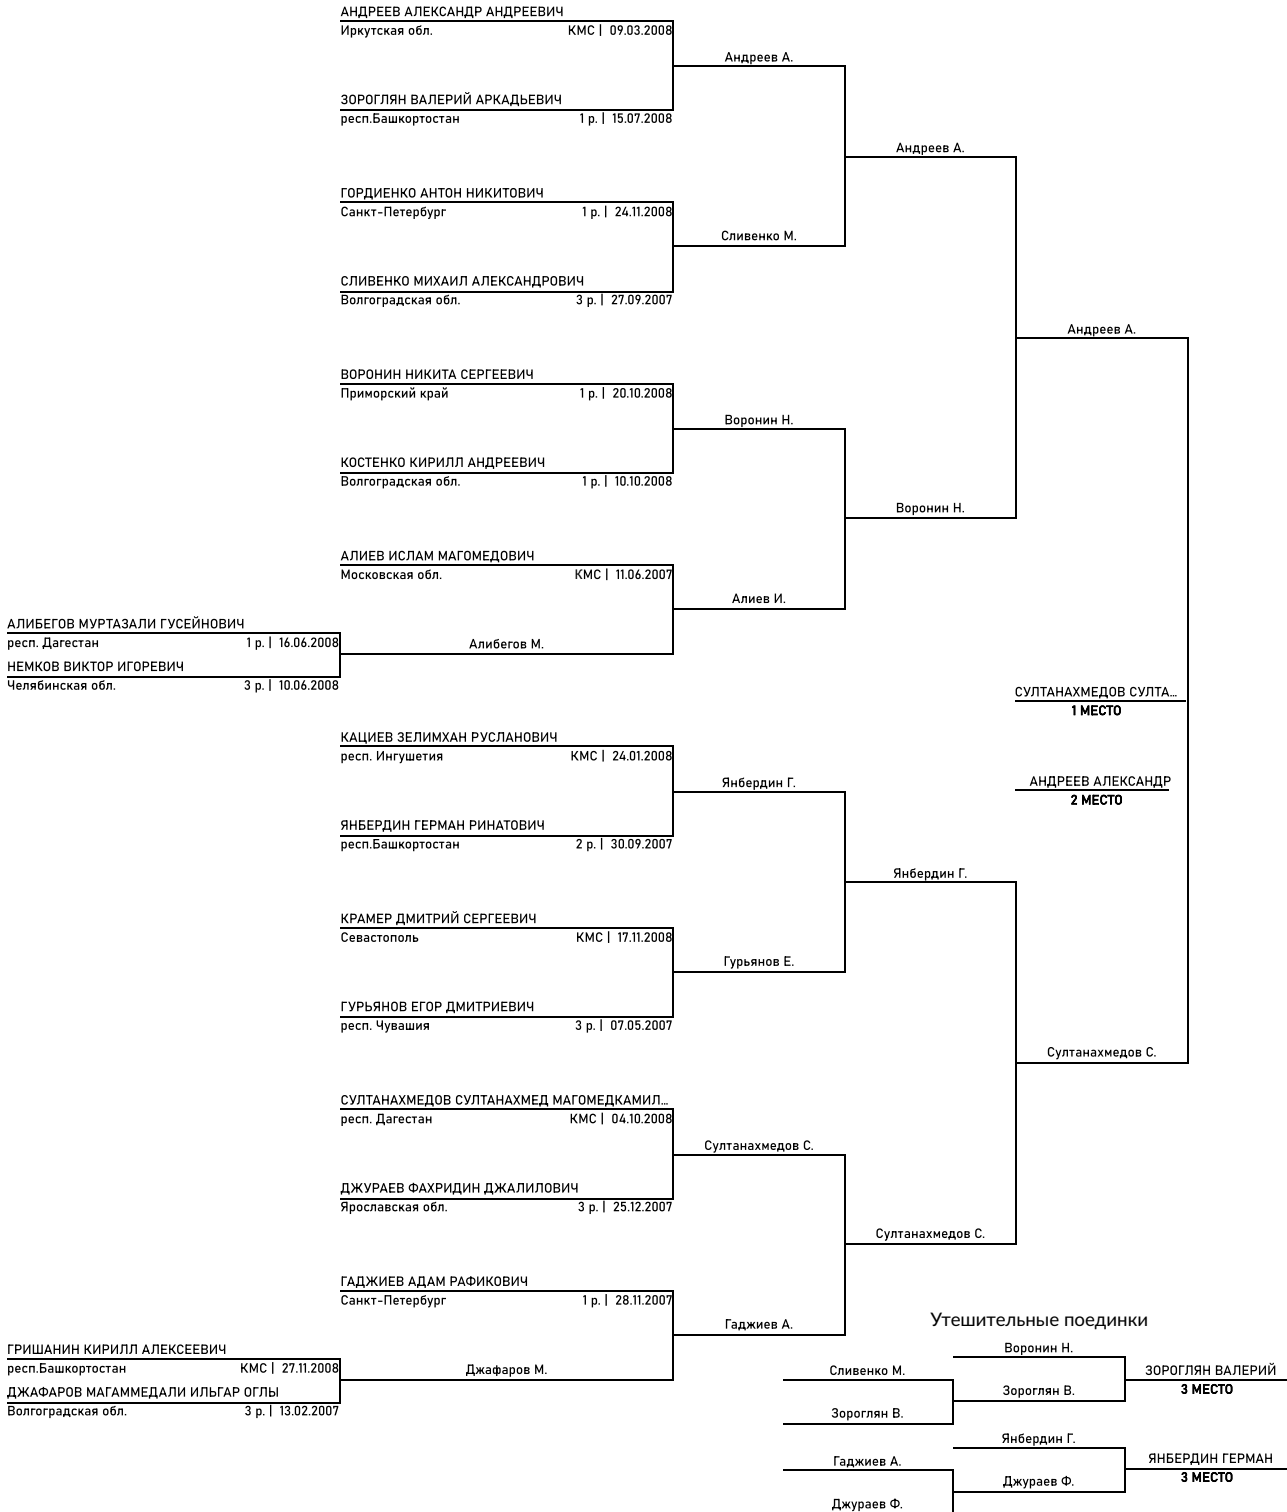 АНДРЕЕВ АЛЕКСАНДР АНДРЕЕВИЧ
Иркутская обл. КМС | 09.03.2008
Андреев А.
ЗОРОГЛЯН ВАЛЕРИЙ АРКАДЬЕВИЧ
респ.Башкортостан 1 р. | 15.07.2008
Андреев А.
ГОРДИЕНКО АНТОН НИКИТОВИЧ
Санкт-Петербург 1 р. | 24.11.2008
Сливенко М.
СЛИВЕНКО МИХАИЛ АЛЕКСАНДРОВИЧ
Волгоградская обл. 3 р. | 27.09.2007
Андреев А.
ВОРОНИН НИКИТА СЕРГЕЕВИЧ
Приморский край 1 р. | 20.10.2008
Воронин Н.
КОСТЕНКО КИРИЛЛ АНДРЕЕВИЧ
Волгоградская обл. 1 р. | 10.10.2008
Воронин Н.
АЛИЕВ ИСЛАМ МАГОМЕДОВИЧ
Московская обл. КМС | 11.06.2007
Алиев И.
АЛИБЕГОВ МУРТАЗАЛИ ГУСЕЙНОВИЧ
респ. Дагестан 1 р. | 16.06.2008
Алибегов М.
НЕМКОВ ВИКТОР ИГОРЕВИЧ
Челябинская обл. 3 р. | 10.06.2008
СУЛТАНАХМЕДОВ СУЛТА...
1 МЕСТО
КАЦИЕВ ЗЕЛИМХАН РУСЛАНОВИЧ
респ. Ингушетия КМС | 24.01.2008
Янбердин Г.
АНДРЕЕВ АЛЕКСАНДР
2 МЕСТО
ЯНБЕРДИН ГЕРМАН РИНАТОВИЧ
респ.Башкортостан 2 р. | 30.09.2007
Янбердин Г.
КРАМЕР ДМИТРИЙ СЕРГЕЕВИЧ
Севастополь КМС | 17.11.2008
Гурьянов Е.
ГУРЬЯНОВ ЕГОР ДМИТРИЕВИЧ
респ. Чувашия 3 р. | 07.05.2007
Султанахмедов С.
СУЛТАНАХМЕДОВ СУЛТАНАХМЕД МАГОМЕДКАМИЛ...
респ. Дагестан КМС | 04.10.2008
Султанахмедов С.
ДЖУРАЕВ ФАХРИДИН ДЖАЛИЛОВИЧ
Ярославская обл. 3 р. | 25.12.2007
Султанахмедов С.
ГАДЖИЕВ АДАМ РАФИКОВИЧ
Санкт-Петербург 1 р. | 28.11.2007
Гаджиев А.
ГРИШАНИН КИРИЛЛ АЛЕКСЕЕВИЧ
респ.Башкортостан КМС | 27.11.2008
Джафаров М.
ДЖАФАРОВ МАГАММЕДАЛИ ИЛЬГАР ОГЛЫ
Волгоградская обл. 3 р. | 13.02.2007
Утешительные поединки
Воронин Н.
Сливенко М.
ЗОРОГЛЯН ВАЛЕРИЙ
3 МЕСТО
Зороглян В.
Зороглян В.
Янбердин Г.
Гаджиев А.
ЯНБЕРДИН ГЕРМАН
3 МЕСТО
Джураев Ф.
Джураев Ф.